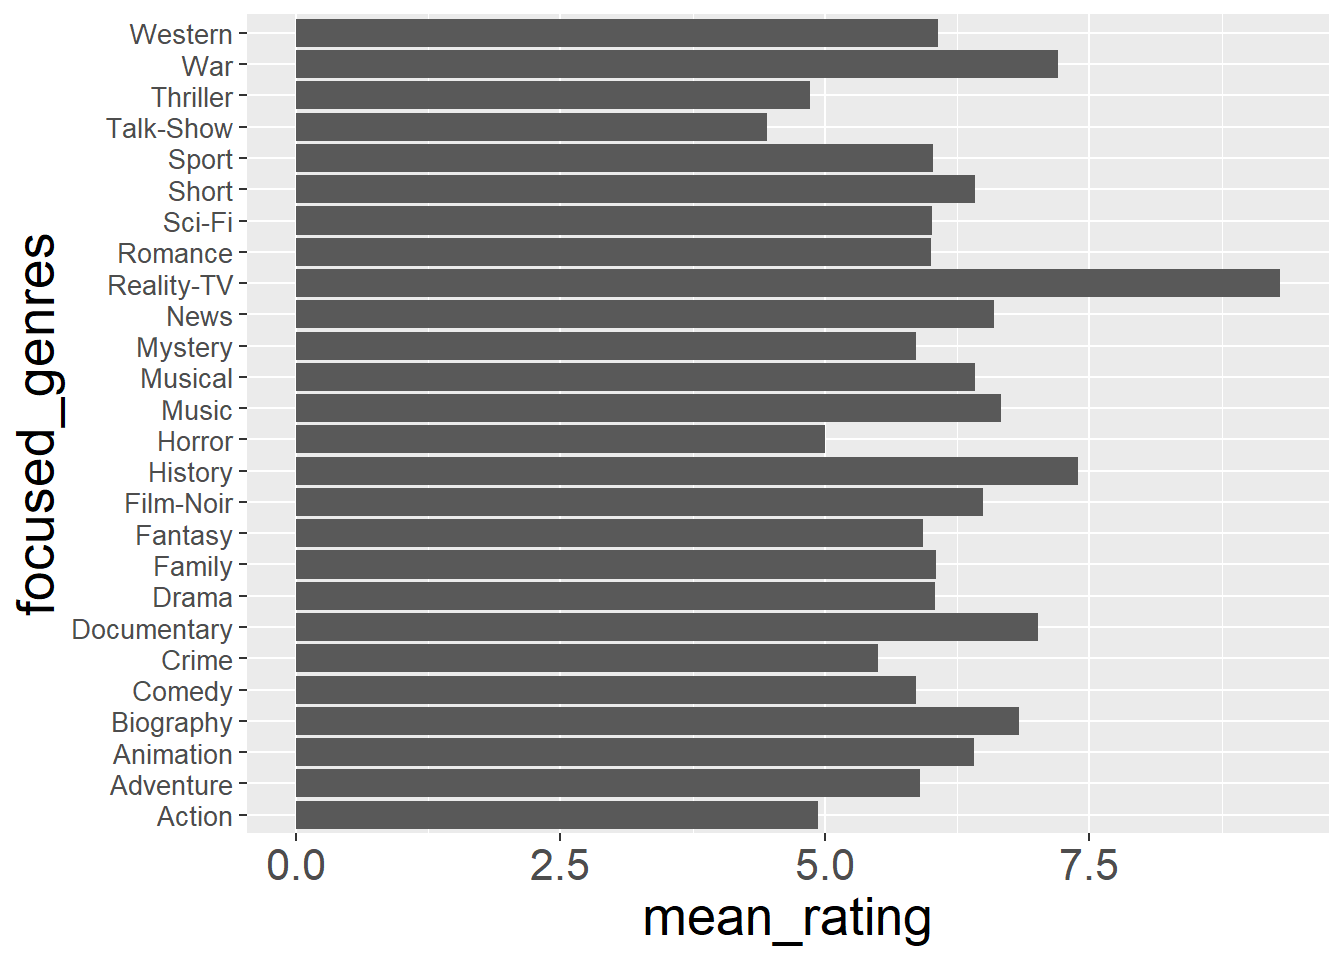 Western
War
Thriller
Talk-Show
Sport
Short
Sci-Fi
Romance
Reality-TV
News
Mystery
Musical
Music
Horror
History
Film-Noir
Fantasy
Family
Drama
Documentary
Crime
Comedy
Biography
Animation
Adventure
Action
focused_genres
0.0 2.5 5.0 7.5
mean_rating